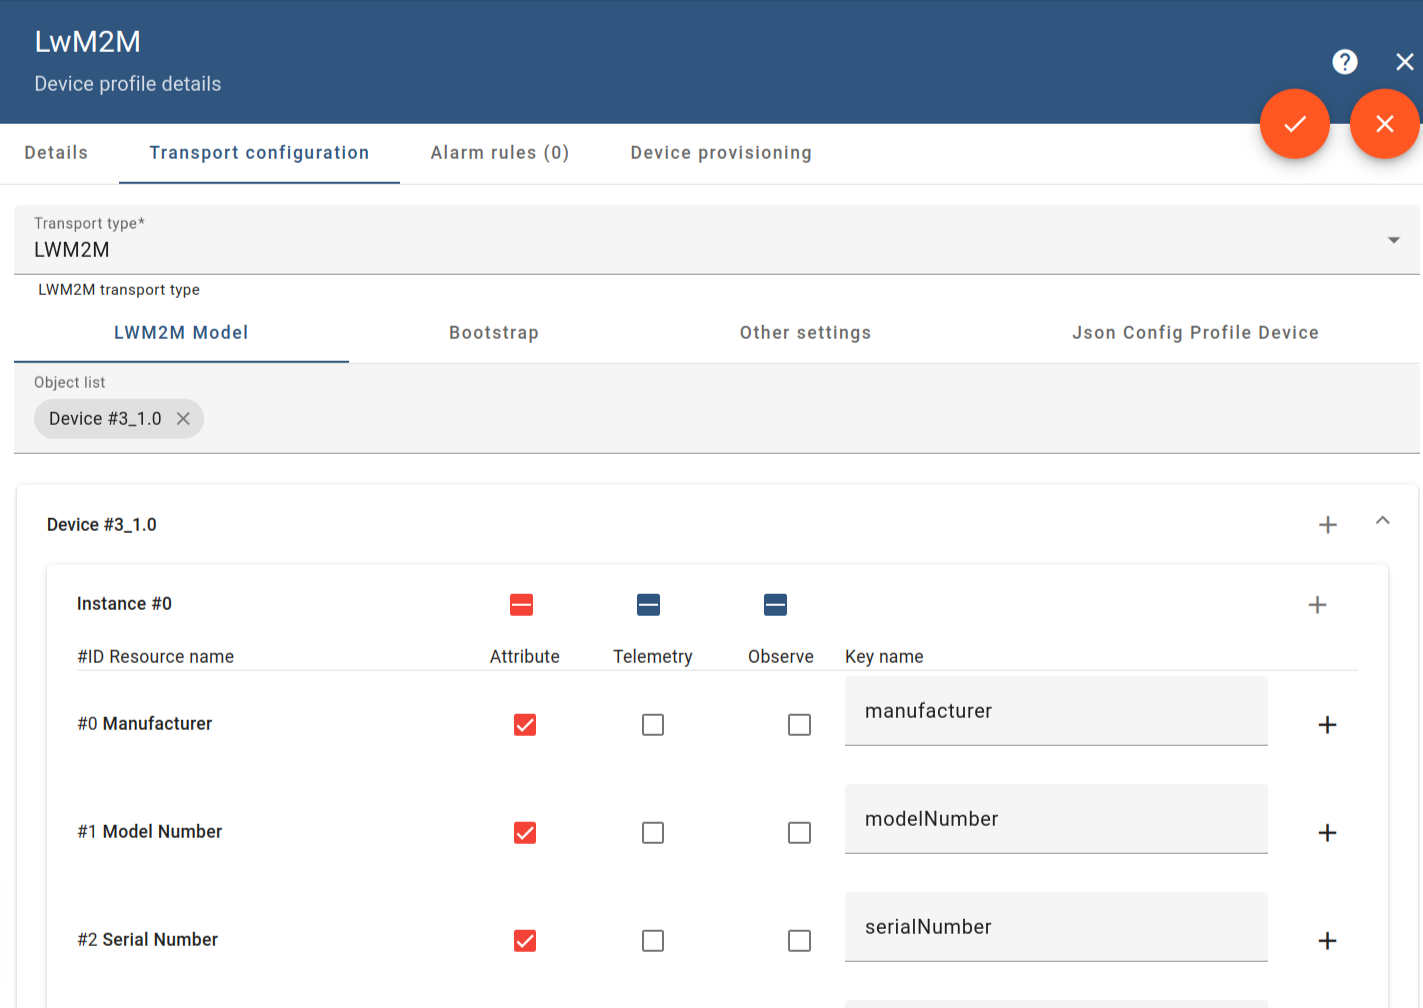 LwM2M
Device profile details
?
Details Transport configuration Alarm rules (0) Device provisioning
Transport type*
LWM2M
LWM2M transport type
LWM2M Model Bootstrap Other settings Json Config Profile Device
Object list
Device #3_1.0
Device #3_1.0
Instance #0
#ID Resource name Attribute Telemetry Observe Key name
#0 Manufacturer manufacturer
#1 Model Number modelNumber
#2 Serial Number serialNumber